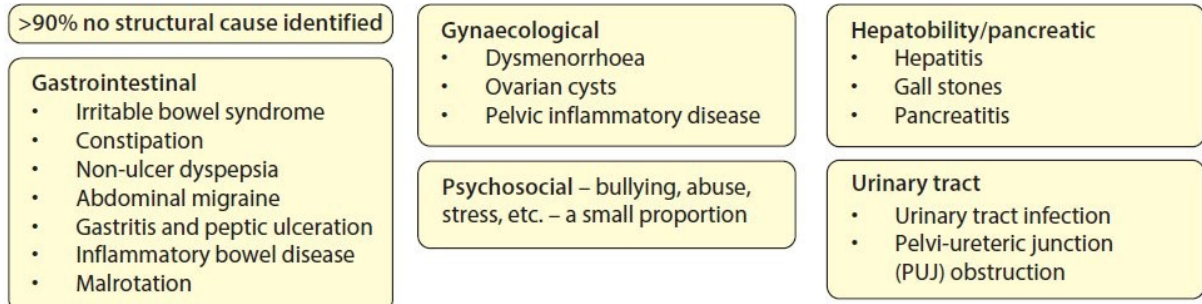 >90% no structural cause identified
Gastrointestinal
• Irritable bowel syndrome
• Constipation
• Non-ulcer dyspepsia
• Abdominal migraine
• Gastritis and peptic ulceration
• Inflammatory bowel disease
• Malrotation
Gynaecological
• Dysmenorrhoea
• Ovarian cysts
• Pelvic inflammatory disease
Psychosocial – bullying, abuse,
stress, etc. – a small proportion
Hepatobility/pancreatic
• Hepatitis
• Gall stones
• Pancreatitis
Urinary tract
• Urinary tract infection
• Pelvi-ureteric junction
(PUJ) obstruction